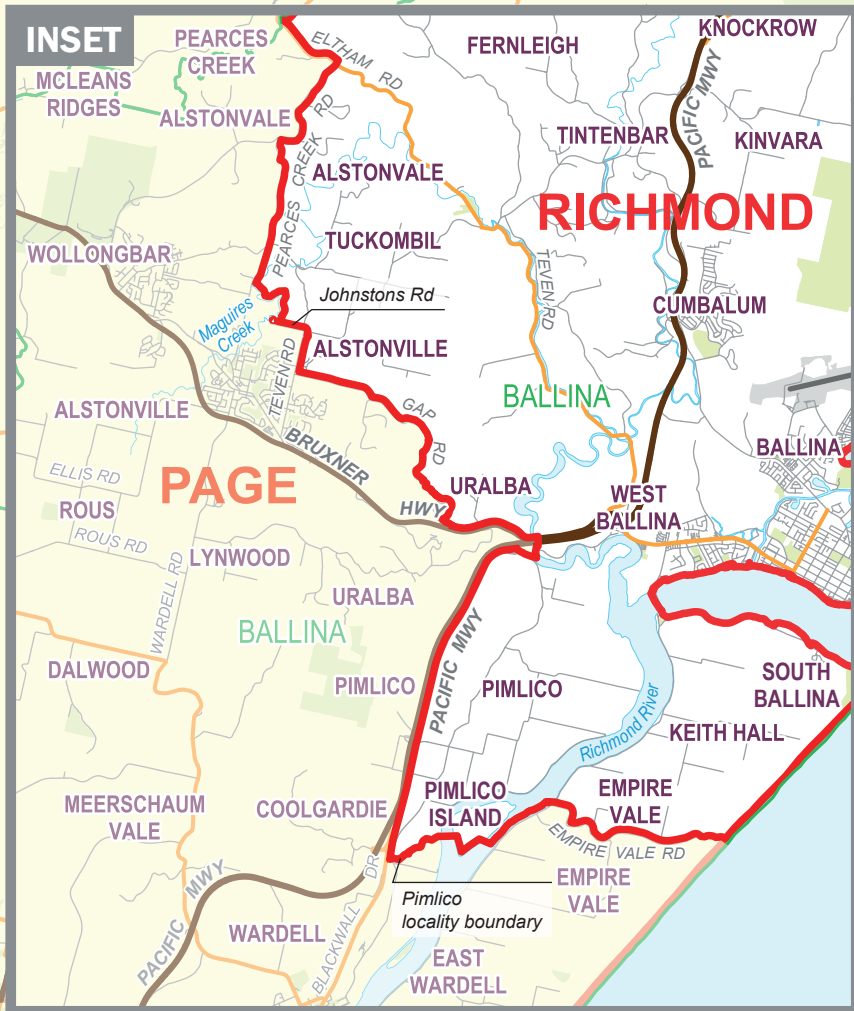 INSET
PEARCES
CREEK
ELTHAM RD
FERNLEIGH
KNOCKROW
MCLEANS
RIDGES
ALSTONVALE
PEARCES CREEK RD
TINTENBAR
PACIFIC MWY
KINVARA
ALSTONVALE
RICHMOND
TUCKOMBIL
WOLLONGBAR
TEVEN RD
Johnstons Rd
CUMBALUM
Maguires
Creek
ALSTONVILLE
TEVEN RD
BALLINA
ALSTONVILLE
GAP
RD
BRUXNER
HWY
BALLINA
ELLIS RD
PAGE
URALBA
WEST
BALLINA
ROUS
ROUS RD
LYNWOOD
WARDELL RD
URALBA
BALLINA
DALWOOD
PIMLICO
PACIFIC MWY
PIMLICO
SOUTH
BALLINA
Richmond River
KEITH HALL
MEERSCHAUM
VALE
COOLGARDIE
PIMLICO
ISLAND
EMPIRE
VALE
EMPIRE VALE RD
PACIFIC MWY
BLACKWALL DR
Pimlico
locality boundary
EMPIRE
VALE
WARDELL
EAST
WARDELL